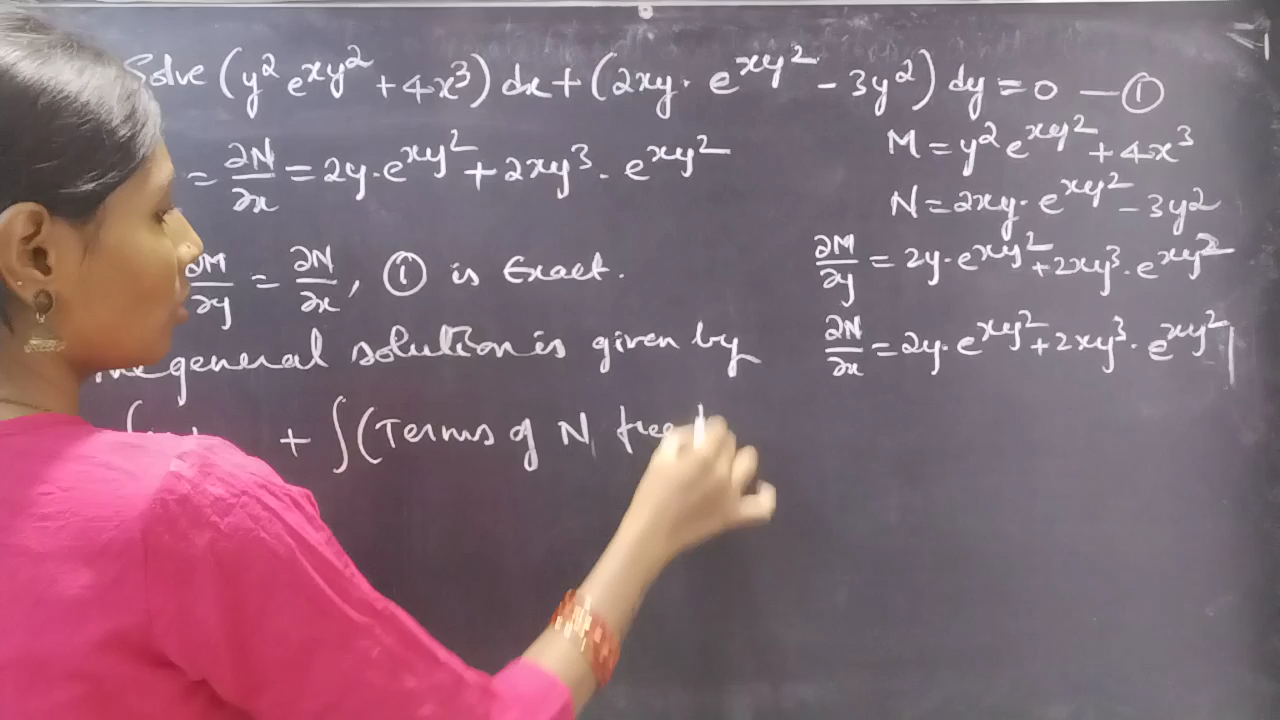 Solve (y² e^{xy²} + 4x³) dx + (2xy · e^{xy²} - 3y²) dy = 0 — ①
= ∂N/∂x = 2y · e^{xy²} + 2xy³ · e^{xy²}
∂M/∂y = ∂N/∂x, ① is Exact.
general solution is given by
+ ∫(Terms of N free
M = y² e^{xy²} + 4x³
N = 2xy · e^{xy²} - 3y²
∂M/∂y = 2y · e^{xy²} + 2xy³ · e^{xy²}
∂N/∂x = 2y · e^{xy²} + 2xy³ · e^{xy²}